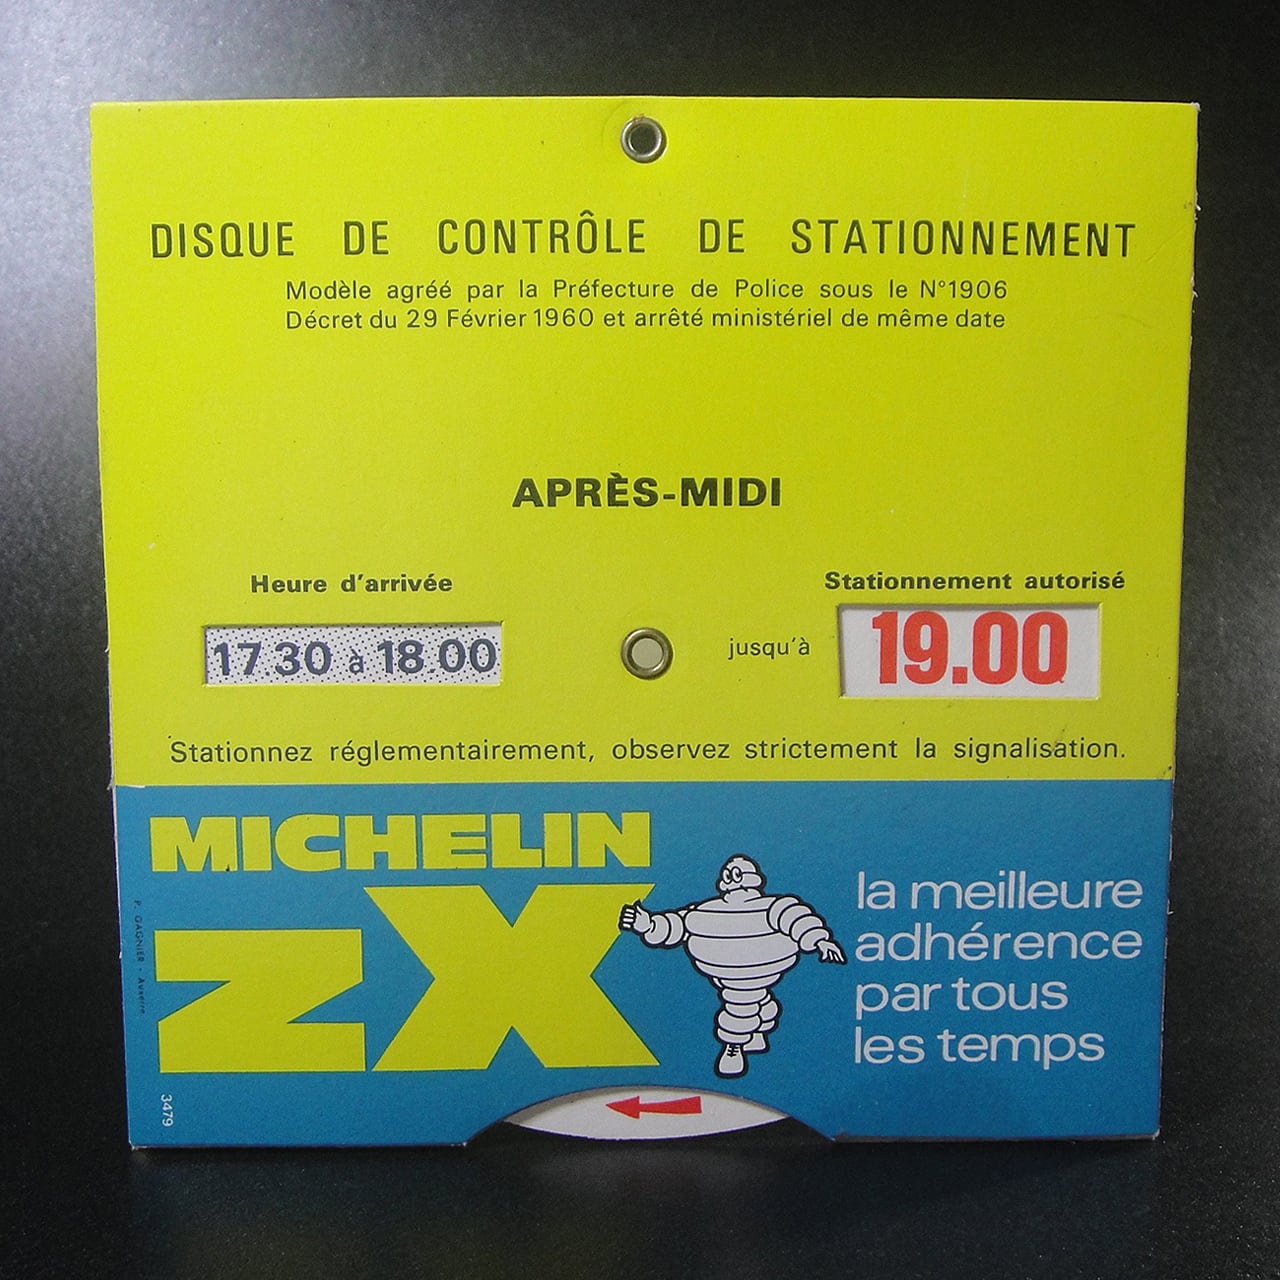 DISQUE DE CONTRÔLE DE STATIONNEMENT
Modèle agréé par la Préfecture de Police sous le N°1906
Décret du 29 Février 1960 et arrêté ministériel de même date
APRÈS-MIDI
Heure d'arrivée
17.30 à 18.00
Stationnement autorisé
jusqu'à
19.00
Stationnez réglementairement, observez strictement la signalisation.
MICHELIN
zX
la meilleure
adhérence
par tous
les temps
P. GAGNIER - Auxerre
3479